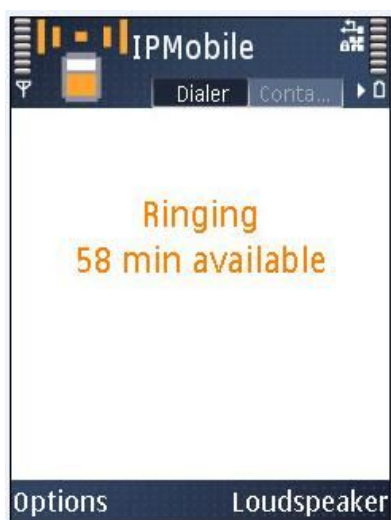 IPMobile
Dialer Conta...
Ringing
58 min available
Options Loudspeaker